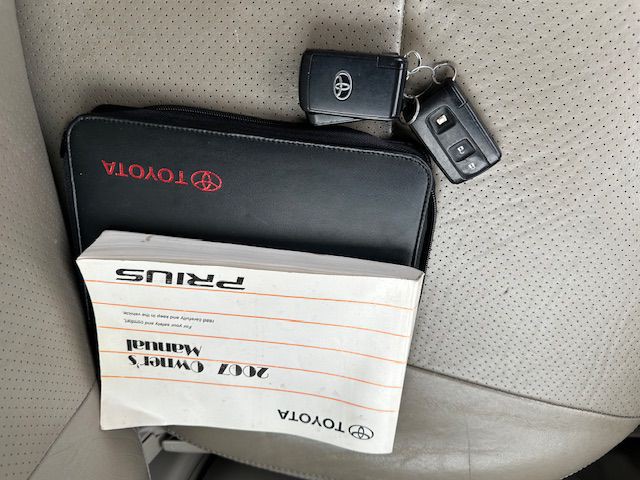 TOYOTA
TOYOTA
2007 Owner's
Manual
For your safety and comfort,
read carefully and keep in the vehicle.
PRIUS